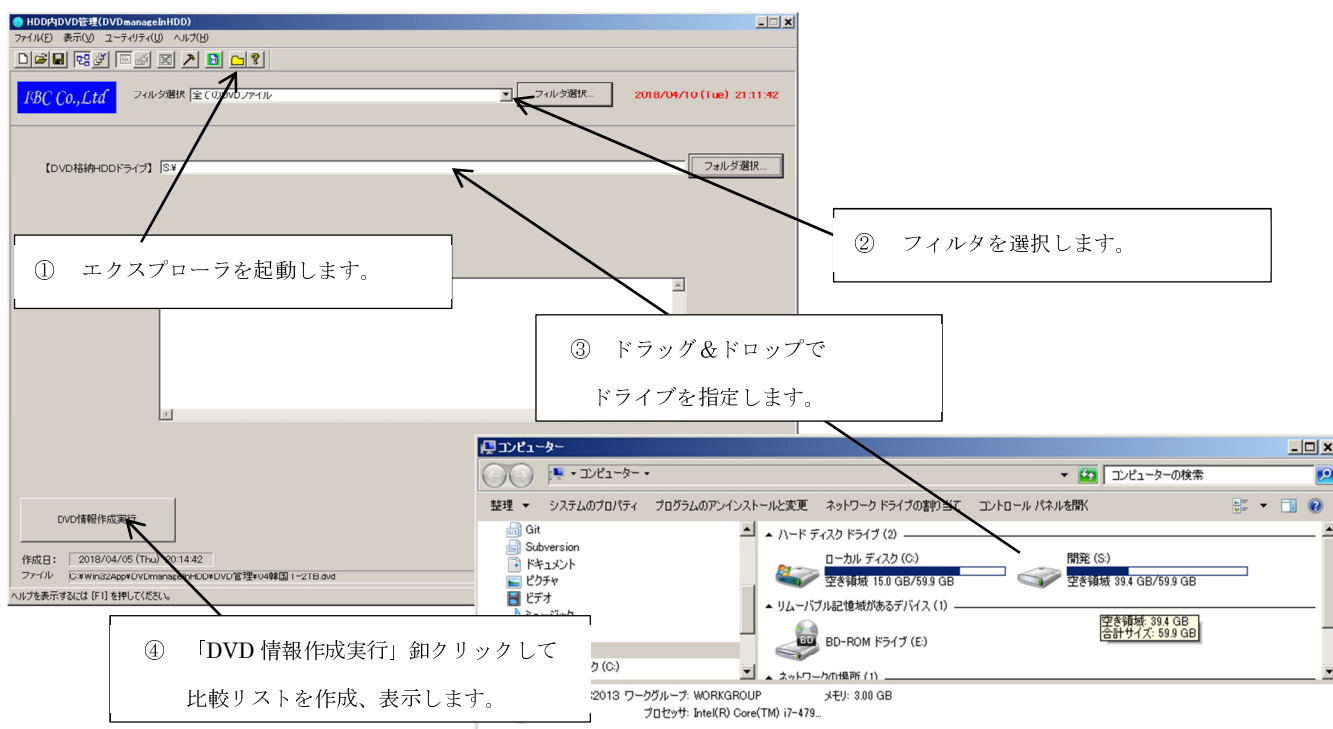 HDD内DVD管理(DVDmanageInHDD)
ファイル(F) 表示(V) ユーティリティ(U) ヘルプ(H)
IBC Co.,Ltd
フィルタ選択 全てのDVDファイル
フィルタ選択...
2018/04/10 (Tue) 21:11:42
【DVD格納HDDドライブ】 S:¥
フォルダ選択...
① エクスプローラを起動します。
② フィルタを選択します。
③ ドラッグ＆ドロップで
ドライブを指定します。
DVD情報作成実行
作成日: 2018/04/05 (Thu) 20:14:42
ファイル C:¥Win32App¥DVDmanageInHDD¥DVD管理¥04韓国 1-2TB.dvd
ヘルプを表示するには [F1] を押してください。
④ 「DVD 情報作成実行」釦クリックして
比較リストを作成、表示します。
コンピューター
コンピューター
コンピューターの検索
整理 システムのプロパティ プログラムのアンインストールと変更 ネットワーク ドライブの割り当て コントロール パネルを開く
Git
Subversion
ドキュメント
ピクチャ
ビデオ
ミュージック
ク (C:)
ハード ディスク ドライブ (2)
ローカル ディスク (C:)
空き領域 15.0 GB/59.9 GB
開発 (S:)
空き領域 39.4 GB/59.9 GB
空き領域: 39.4 GB
合計サイズ: 59.9 GB
リムーバブル記憶域があるデバイス (1)
BD-ROM ドライブ (E:)
ネットワークの場所 (1)
2013 ワークグループ: WORKGROUP
メモリ: 3.00 GB
プロセッサ: Intel(R) Core(TM) i7-479...